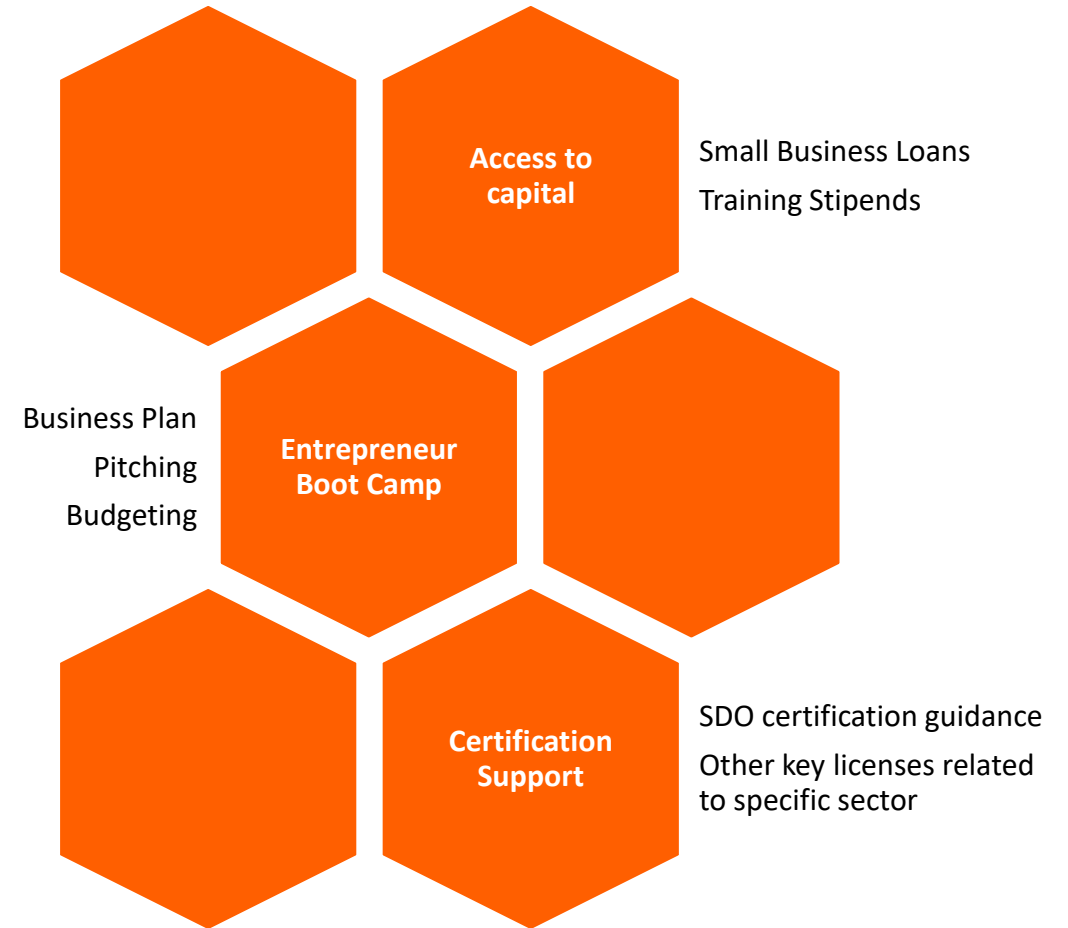 Access to
capital
Small Business Loans
Training Stipends
Business Plan
Pitching
Budgeting
Entrepreneur
Boot Camp
Certification
Support
SDO certification guidance
Other key licenses related
to specific sector